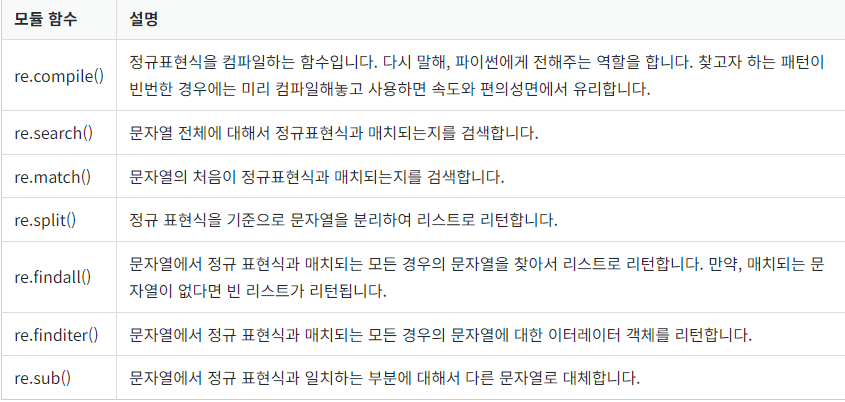 모듈 함수 설명
re.compile() 정규표현식을 컴파일하는 함수입니다. 다시 말해, 파이썬에게 전해주는 역할을 합니다. 찾고자 하는 패턴이
빈번한 경우에는 미리 컴파일해놓고 사용하면 속도와 편의성면에서 유리합니다.
re.search() 문자열 전체에 대해서 정규표현식과 매치되는지를 검색합니다.
re.match() 문자열의 처음이 정규표현식과 매치되는지를 검색합니다.
re.split() 정규 표현식을 기준으로 문자열을 분리하여 리스트로 리턴합니다.
re.findall() 문자열에서 정규 표현식과 매치되는 모든 경우의 문자열을 찾아서 리스트로 리턴합니다. 만약, 매치되는 문
자열이 없다면 빈 리스트가 리턴됩니다.
re.finditer() 문자열에서 정규 표현식과 매치되는 모든 경우의 문자열에 대한 이터레이터 객체를 리턴합니다.
re.sub() 문자열에서 정규 표현식과 일치하는 부분에 대해서 다른 문자열로 대체합니다.